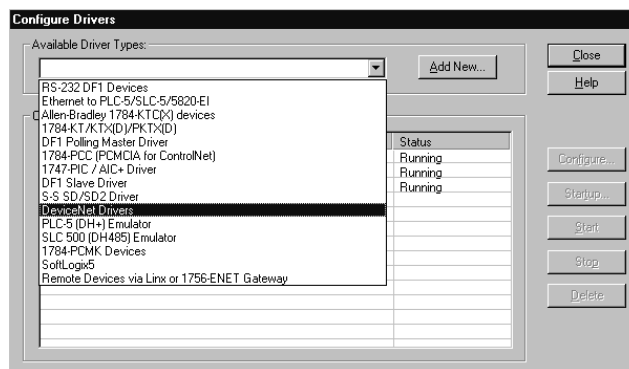 Configure Drivers
Available Driver Types:
Add New...
Close
Help
RS-232 DF1 Devices
Ethernet to PLC-5/SLC-5/5820-EI
Allen-Bradley 1784-KTC(X) devices
1784-KT/KTX(D)/PKTX(D)
DF1 Polling Master Driver
1784-PCC (PCMCIA for ControlNet)
1747-PIC / AIC+ Driver
DF1 Slave Driver
S-S SD/SD2 Driver
DeviceNet Drivers
PLC-5 (DH+) Emulator
SLC 500 (DH485) Emulator
1784-PCMK Devices
SoftLogix5
Remote Devices via Linx or 1756-ENET Gateway
Status
Running
Running
Running
Configure...
Startup...
Start
Stop
Delete